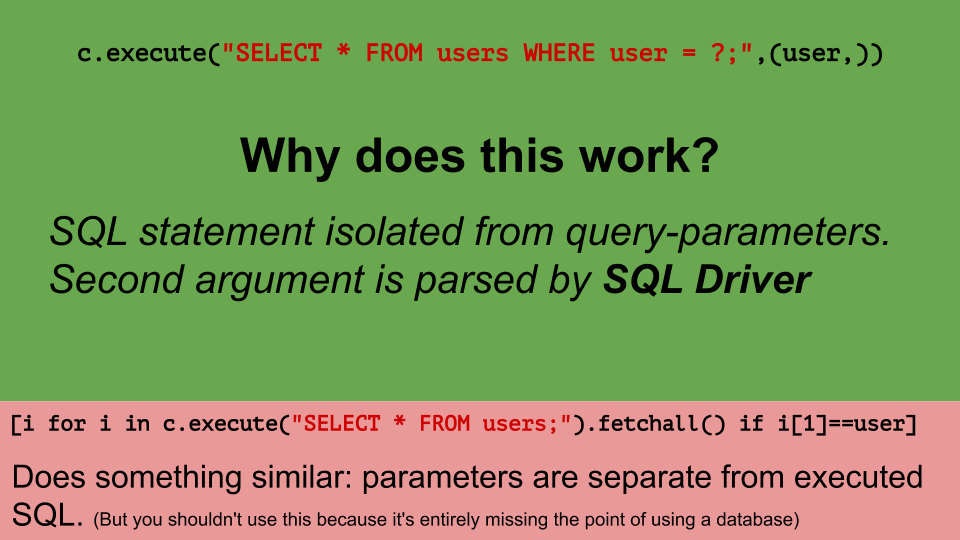 c.execute("SELECT * FROM users WHERE user = ?;",(user,))
Why does this work?
SQL statement isolated from query-parameters.
Second argument is parsed by SQL Driver
[i for i in c.execute("SELECT * FROM users;").fetchall() if i[1]==user]
Does something similar: parameters are separate from executed
SQL. (But you shouldn't use this because it's entirely missing the point of using a database)